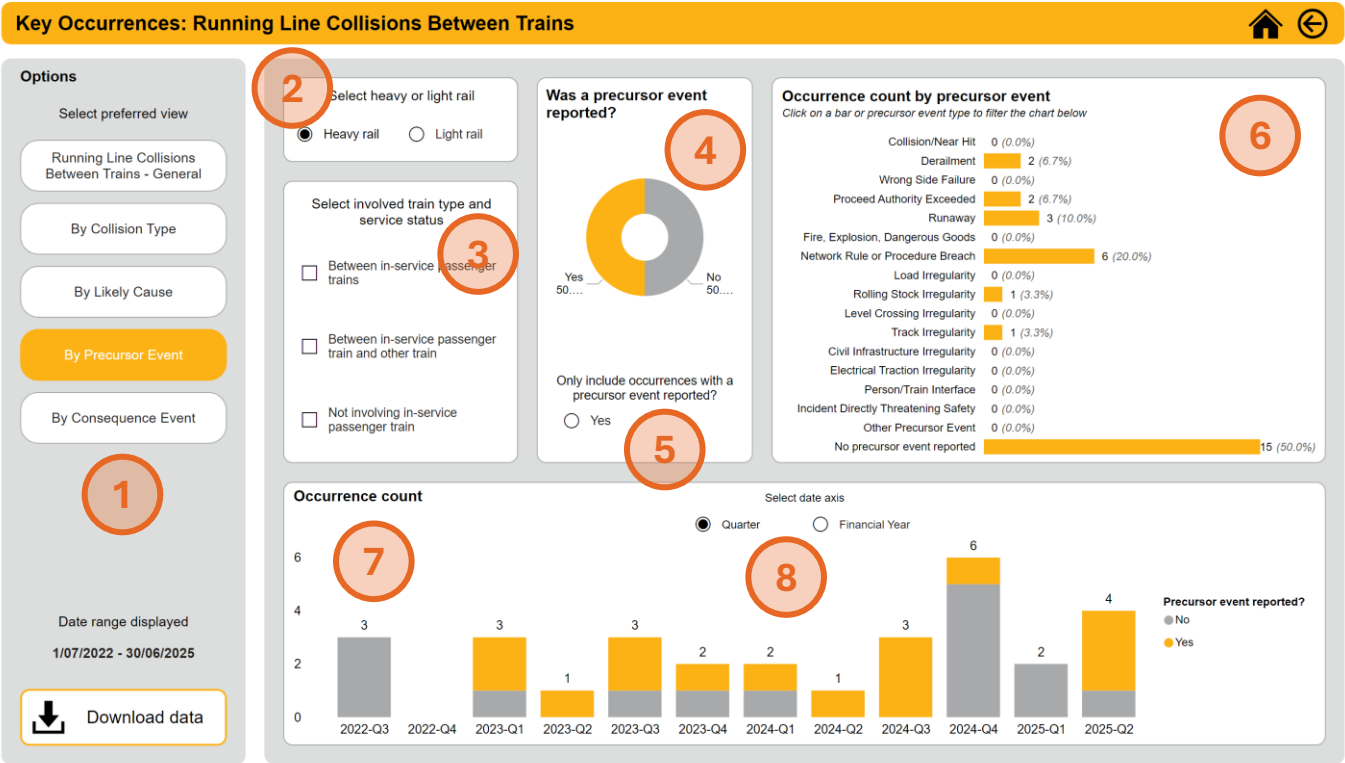 Key Occurrences: Running Line Collisions Between Trains
Options
Select preferred view
Running Line Collisions
Between Trains - General
By Collision Type
By Likely Cause
By Precursor Event
By Consequence Event
1
Date range displayed
1/07/2022 - 30/06/2025
Download data
2
Select heavy or light rail
Heavy rail
Light rail
Select involved train type and
service status
3
Between in-service passenger
trains
Between in-service passenger
train and other train
Not involving in-service
passenger train
Was a precursor event
reported?
4
Yes
50....
No
50....
Only include occurrences with a
precursor event reported?
Yes
5
Occurrence count by precursor event
Click on a bar or precursor event type to filter the chart below
6
Collision/Near Hit 0 (0.0%)
Derailment 2 (6.7%)
Wrong Side Failure 0 (0.0%)
Proceed Authority Exceeded 2 (6.7%)
Runaway 3 (10.0%)
Fire, Explosion, Dangerous Goods 0 (0.0%)
Network Rule or Procedure Breach 6 (20.0%)
Load Irregularity 0 (0.0%)
Rolling Stock Irregularity 1 (3.3%)
Level Crossing Irregularity 0 (0.0%)
Track Irregularity 1 (3.3%)
Civil Infrastructure Irregularity 0 (0.0%)
Electrical Traction Irregularity 0 (0.0%)
Person/Train Interface 0 (0.0%)
Incident Directly Threatening Safety 0 (0.0%)
Other Precursor Event 0 (0.0%)
No precursor event reported 15 (50.0%)
Occurrence count
Select date axis
Quarter
Financial Year
7
8
6
4
2
0
3
3
1
3
2
2
1
3
6
2
4
2022-Q3 2022-Q4 2023-Q1 2023-Q2 2023-Q3 2023-Q4 2024-Q1 2024-Q2 2024-Q3 2024-Q4 2025-Q1 2025-Q2
Precursor event reported?
No
Yes